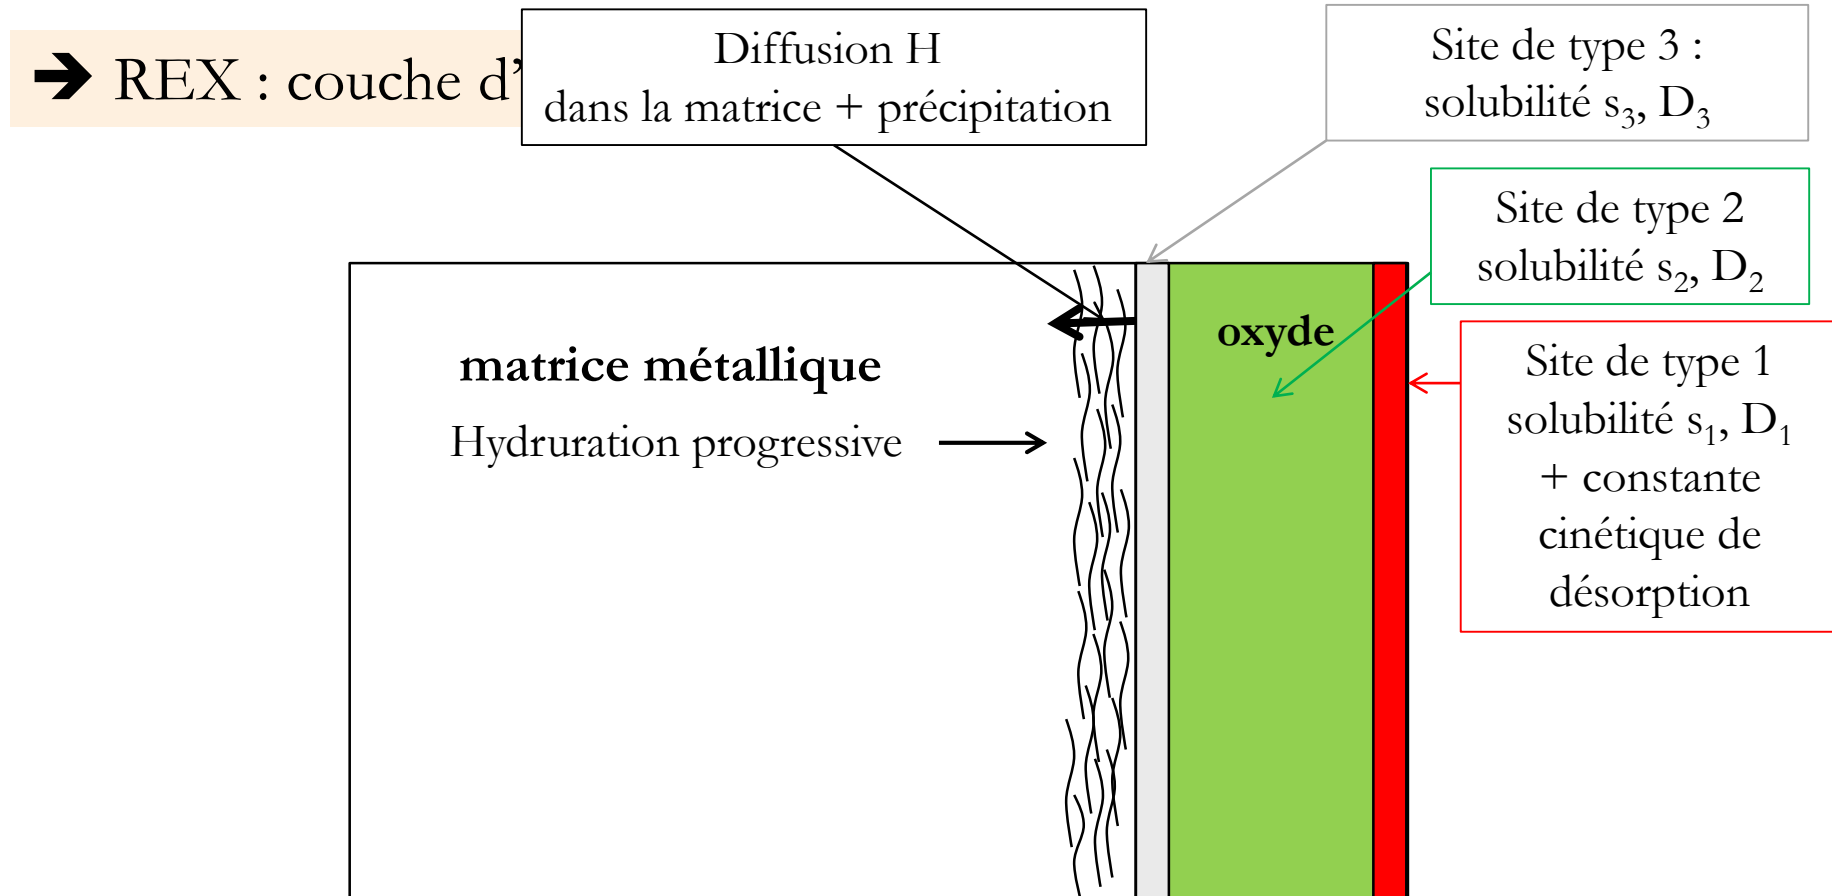 ➔ REX : couche d’
Diffusion H
dans la matrice + précipitation
Site de type 3 :
solubilité s₃, D₃
Site de type 2
solubilité s₂, D₂
oxyde
matrice métallique
Hydruration progressive
Site de type 1
solubilité s₁, D₁
+ constante
cinétique de
désorption